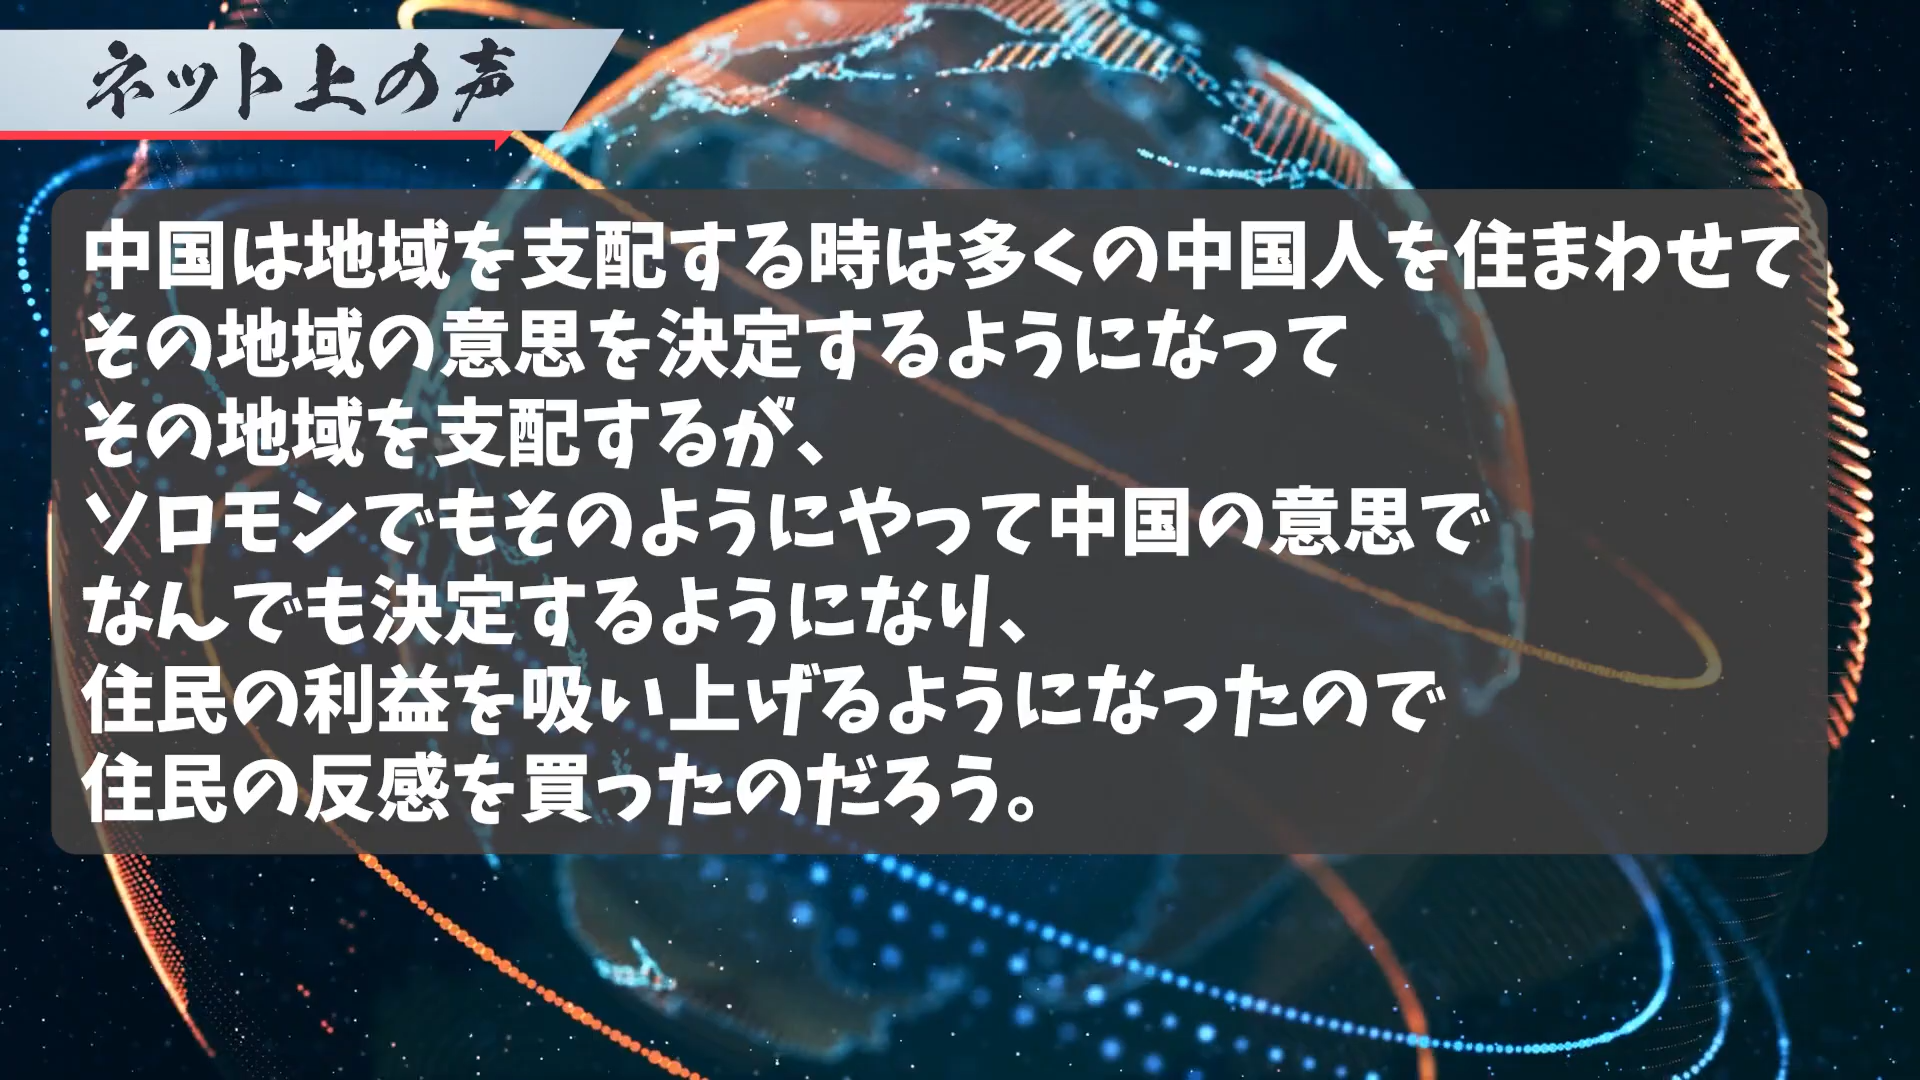 ネット上の声
中国は地域を支配する時は多くの中国人を住まわせて
その地域の意思を決定するようになって
その地域を支配するが、
ソロモンでもそのようにやって中国の意思で
なんでも決定するようになり、
住民の利益を吸い上げるようになったので
住民の反感を買ったのだろう。